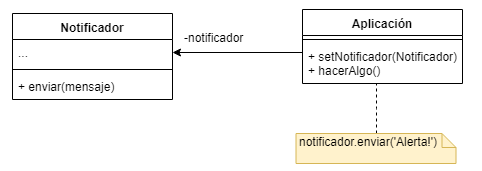 Notificador
...
+ enviar(mensaje)
-notificador
Aplicación
+ setNotificador(Notificador)
+ hacerAlgo()
notificador.enviar('Alerta!')